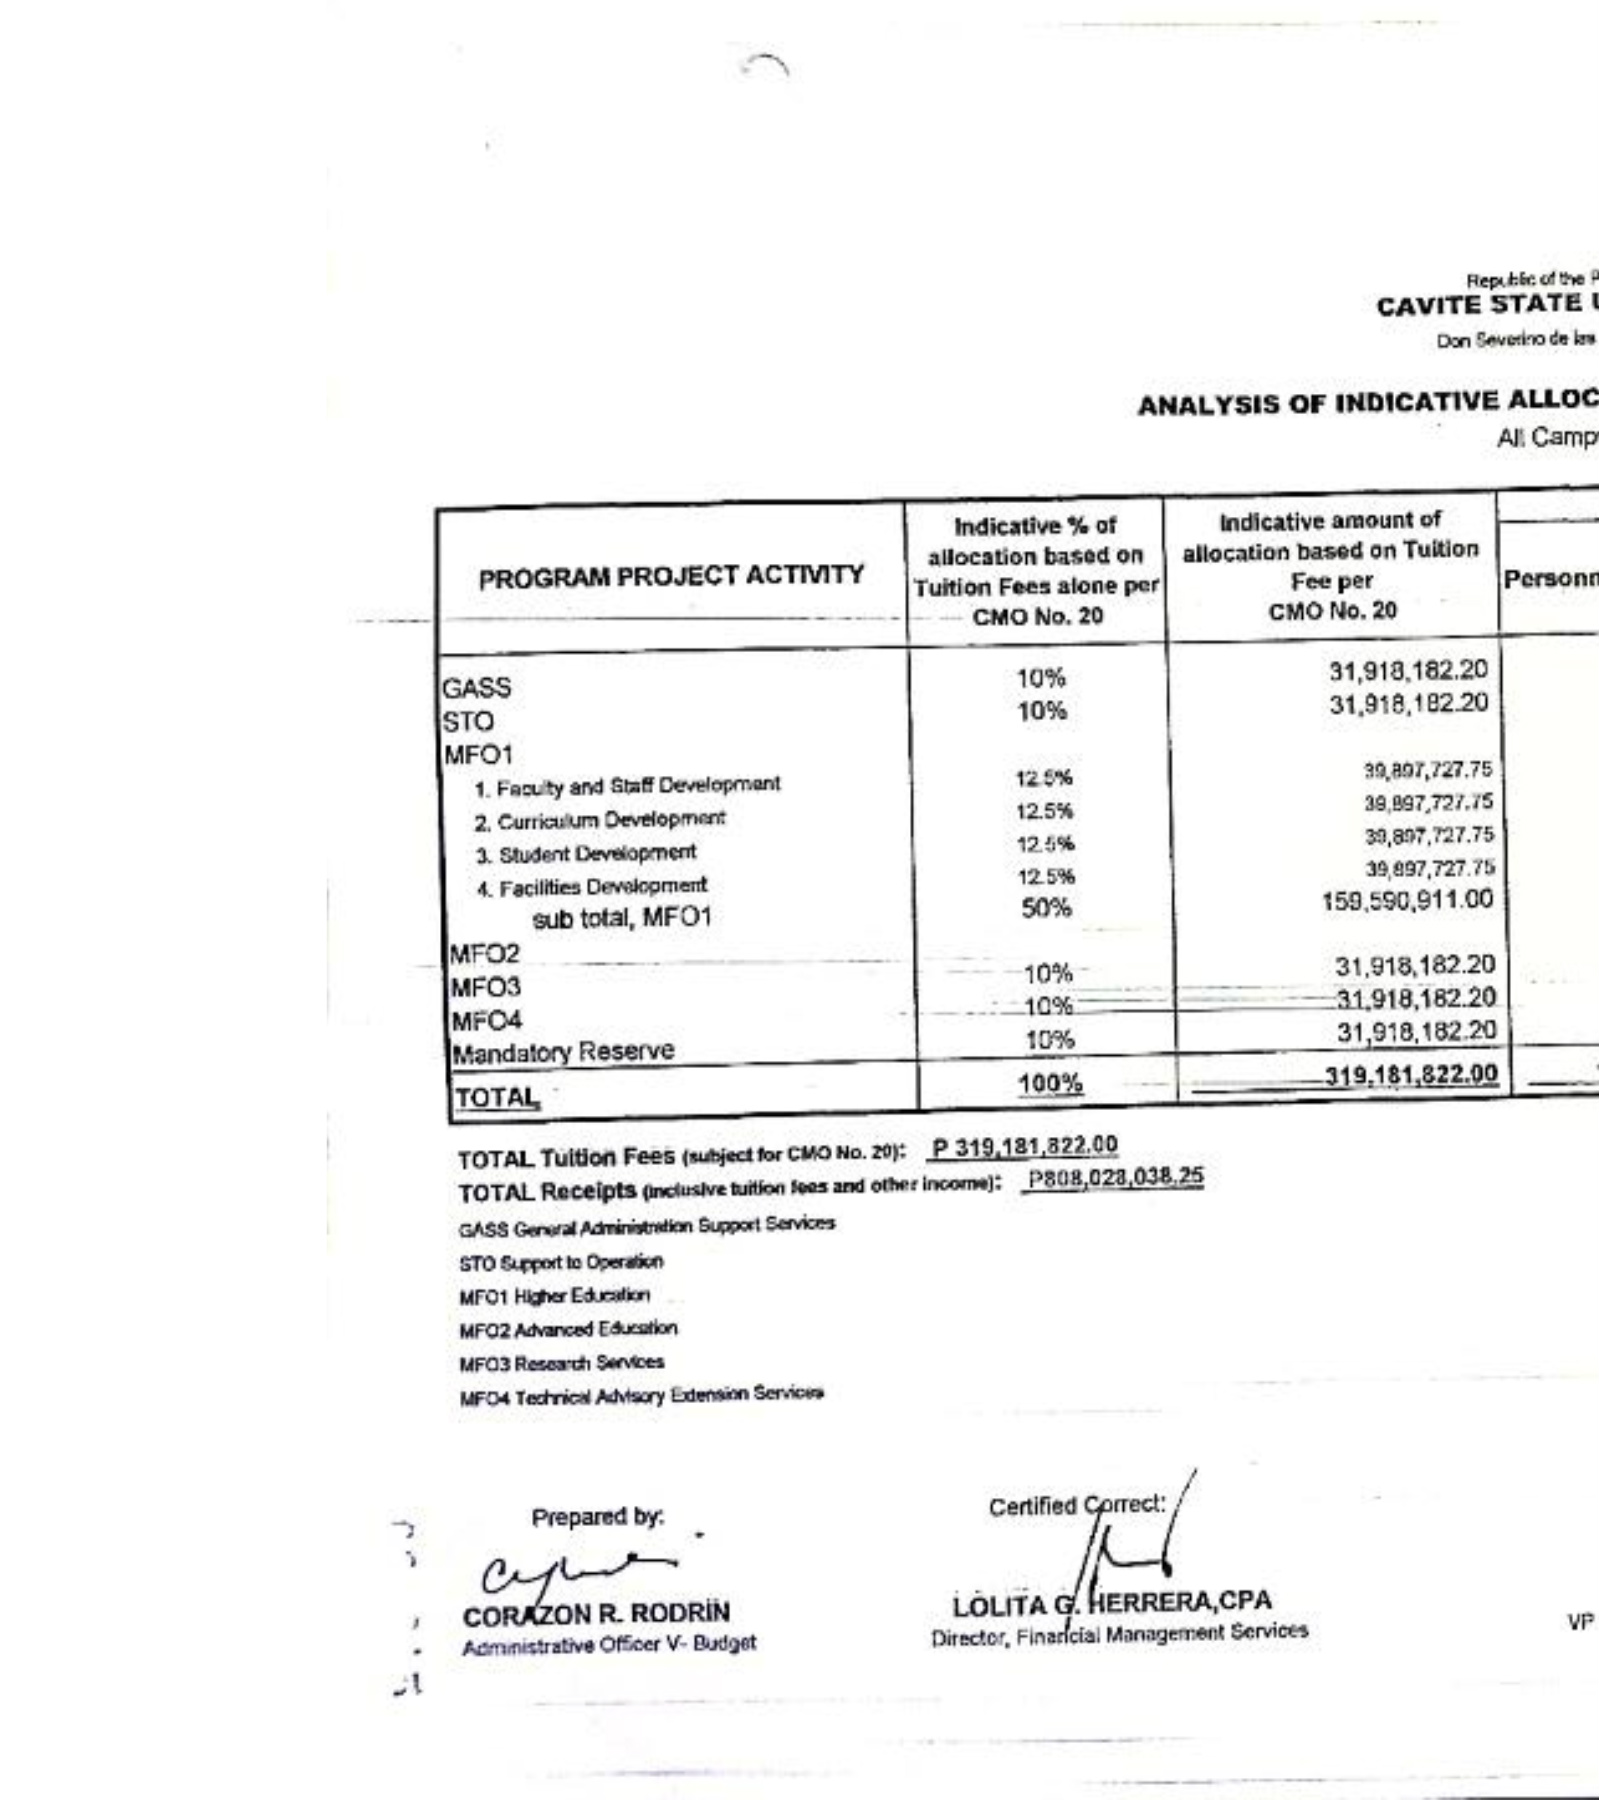 Republic of the P
CAVITE STATE U
Don Severino de las
ANALYSIS OF INDICATIVE ALLOC
All Camp
PROGRAM PROJECT ACTIVITY
Indicative % of
allocation based on
Tuition Fees alone per
CMO No. 20
Indicative amount of
allocation based on Tuition
Fee per
CMO No. 20
Personn
GASS 10% 31,918,182.20
STO 10% 31,918,182.20
MFO1
1. Faculty and Staff Development 12.5% 39,897,727.75
2. Curriculum Development 12.5% 39,897,727.75
3. Student Development 12.5% 39,897,727.75
4. Facilities Development 12.5% 39,897,727.75
sub total, MFO1 50% 159,590,911.00
MFO2 10% 31,918,182.20
MFO3 10% 31,918,182.20
MFO4 10% 31,918,182.20
Mandatory Reserve
TOTAL 100% 319,181,822.00
TOTAL Tuition Fees (subject for CMO No. 20): P 319,181,822.00
TOTAL Receipts (inclusive tuition fees and other income): P808,028,038.25
GASS General Administration Support Services
STO Support to Operation
MFO1 Higher Education
MFO2 Advanced Education
MFO3 Research Services
MFO4 Technical Advisory Extension Services
Prepared by:
Certified Correct:
CORAZON R. RODRIN
LOLITA G. HERRERA,CPA
Administrative Officer V- Budget
Director, Financial Management Services
VP